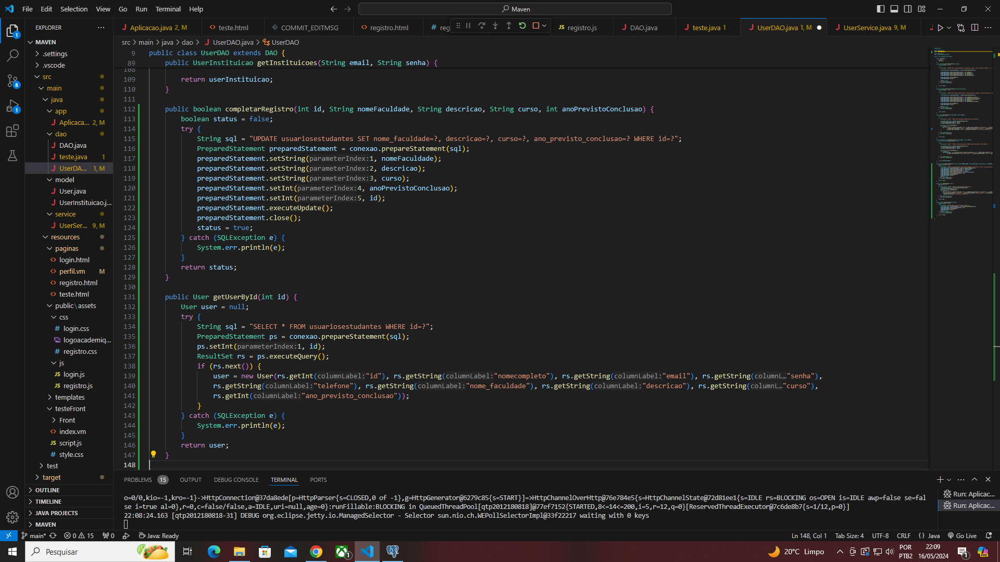 File Edit Selection View Go Run Terminal Help
Maven
EXPLORER
MAVEN
.settings
.vscode
src
main
java
app
Aplicaca... 2, M
dao
DAO.java
teste.java 1
UserDA... 1, M
model
User.java
UserInstituicao.j...
service
UserSer... 9, M
resources
paginas
login.html
perfil.vm M
registro.html
teste.html
public\assets
css
login.css
logoacademiq...
registro.css
js
login.js
registro.js
templates
testeFront
Front
index.vm
script.js
style.css
test
target
OUTLINE
TIMELINE
JAVA PROJECTS
MAVEN
Aplicacao.java 2, M
teste.html
COMMIT_EDITMSG
registro.html
reg
registro.js
DAO.java
teste.java 1
UserDAO.java 1, M
UserService.java 9, M
src > main > java > dao > UserDAO.java > UserDAO
9 public class UserDAO extends DAO {
89 public UserInstituicao getInstituicoes(String email, String senha) {
108
109 return userInstituicao;
110 }
111
112 public boolean completarRegistro(int id, String nomeFaculdade, String descricao, String curso, int anoPrevistoConclusao) {
113 boolean status = false;
114 try {
115 String sql = "UPDATE usuariosestudantes SET nome_faculdade=?, descricao=?, curso=?, ano_previsto_conclusao=? WHERE id=?";
116 PreparedStatement preparedStatement = conexao.prepareStatement(sql);
117 preparedStatement.setString(parameterIndex:1, nomeFaculdade);
118 preparedStatement.setString(parameterIndex:2, descricao);
119 preparedStatement.setString(parameterIndex:3, curso);
120 preparedStatement.setInt(parameterIndex:4, anoPrevistoConclusao);
121 preparedStatement.setInt(parameterIndex:5, id);
122 preparedStatement.executeUpdate();
123 preparedStatement.close();
124 status = true;
125 } catch (SQLException e) {
126 System.err.println(e);
127 }
128 return status;
129 }
130
131 public User getUserById(int id) {
132 User user = null;
133 try {
134 String sql = "SELECT * FROM usuariosestudantes WHERE id=?";
135 PreparedStatement ps = conexao.prepareStatement(sql);
136 ps.setInt(parameterIndex:1, id);
137 ResultSet rs = ps.executeQuery();
138 if (rs.next()) {
139 user = new User(rs.getInt(columnLabel:"id"), rs.getString(columnLabel:"nomecompleto"), rs.getString(columnLabel:"email"), rs.getString(columnL…"senha"),
140 rs.getString(columnLabel:"telefone"), rs.getString(columnLabel:"nome_faculdade"), rs.getString(columnLabel:"descricao"), rs.getString(columnL…"curso"),
141 rs.getInt(columnLabel:"ano_previsto_conclusao"));
142 }
143 } catch (SQLException e) {
144 System.err.println(e);
145 }
146 return user;
147 }
148
PROBLEMS 15 OUTPUT DEBUG CONSOLE TERMINAL PORTS
o=0/0,kio=-1,kro=-1}->HttpConnection@37da8ede[p=HttpParser{s=CLOSED,0 of -1},g=HttpGenerator@6279c85{s=START}]=>HttpChannelOverHttp@76e784e5{s=HttpChannelState@72d81ee1{s=IDLE rs=BLOCKING os=OPEN is=IDLE awp=false se=fal
se i=true al=0},r=0,c=false/false,a=IDLE,uri=null,age=0}:runFillable:BLOCKING in QueuedThreadPool[qtp2012180818]@77ef7152{STARTED,8<=14<=200,i=5,r=12,q=0}[ReservedThreadExecutor@7c6de8b7{s=1/12,p=0}]
22:08:24.163 [qtp2012180818-31] DEBUG org.eclipse.jetty.io.ManagedSelector - Selector sun.nio.ch.WEPollSelectorImpl@33f22217 waiting with 0 keys
Run: Aplicac...
Run: Aplicac...
main* 0 15 0 Java: Ready
Ln 148, Col 1 Tab Size: 4 UTF-8 CRLF {} Java Go Live
Pesquisar
20°C Limpo
POR
PTB2
22:09
16/05/2024